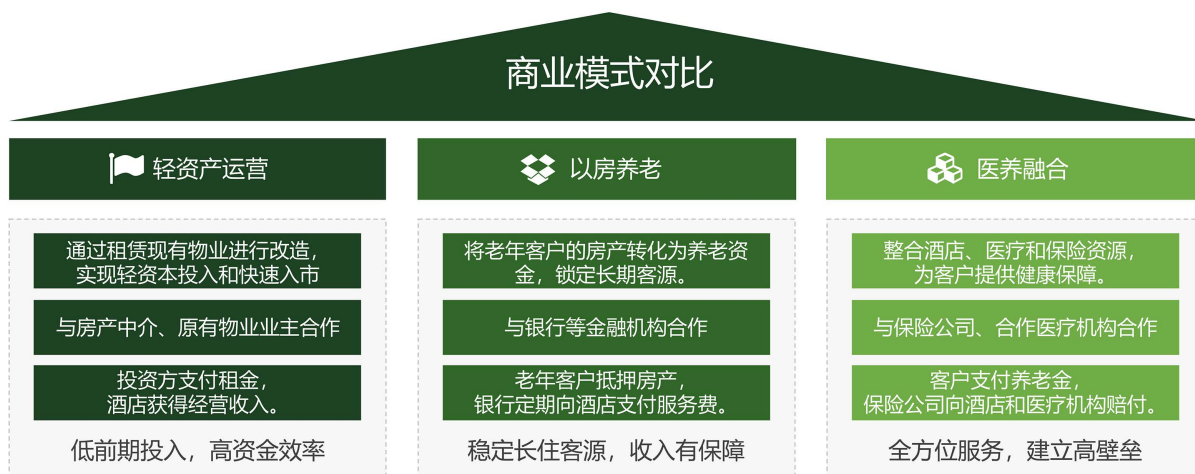 商业模式对比
轻资产运营
通过租赁现有物业进行改造，
实现轻资本投入和快速入市
与房产中介、原有物业业主合作
投资方支付租金，
酒店获得经营收入。
低前期投入，高资金效率
以房养老
将老年客户的房产转化为养老资
金，锁定长期客源。
与银行等金融机构合作
老年客户抵押房产，
银行定期向酒店支付服务费。
稳定长住客源，收入有保障
医养融合
整合酒店、医疗和保险资源，
为客户提供健康保障。
与保险公司、合作医疗机构合作
客户支付养老金，
保险公司向酒店和医疗机构赔付。
全方位服务，建立高壁垒